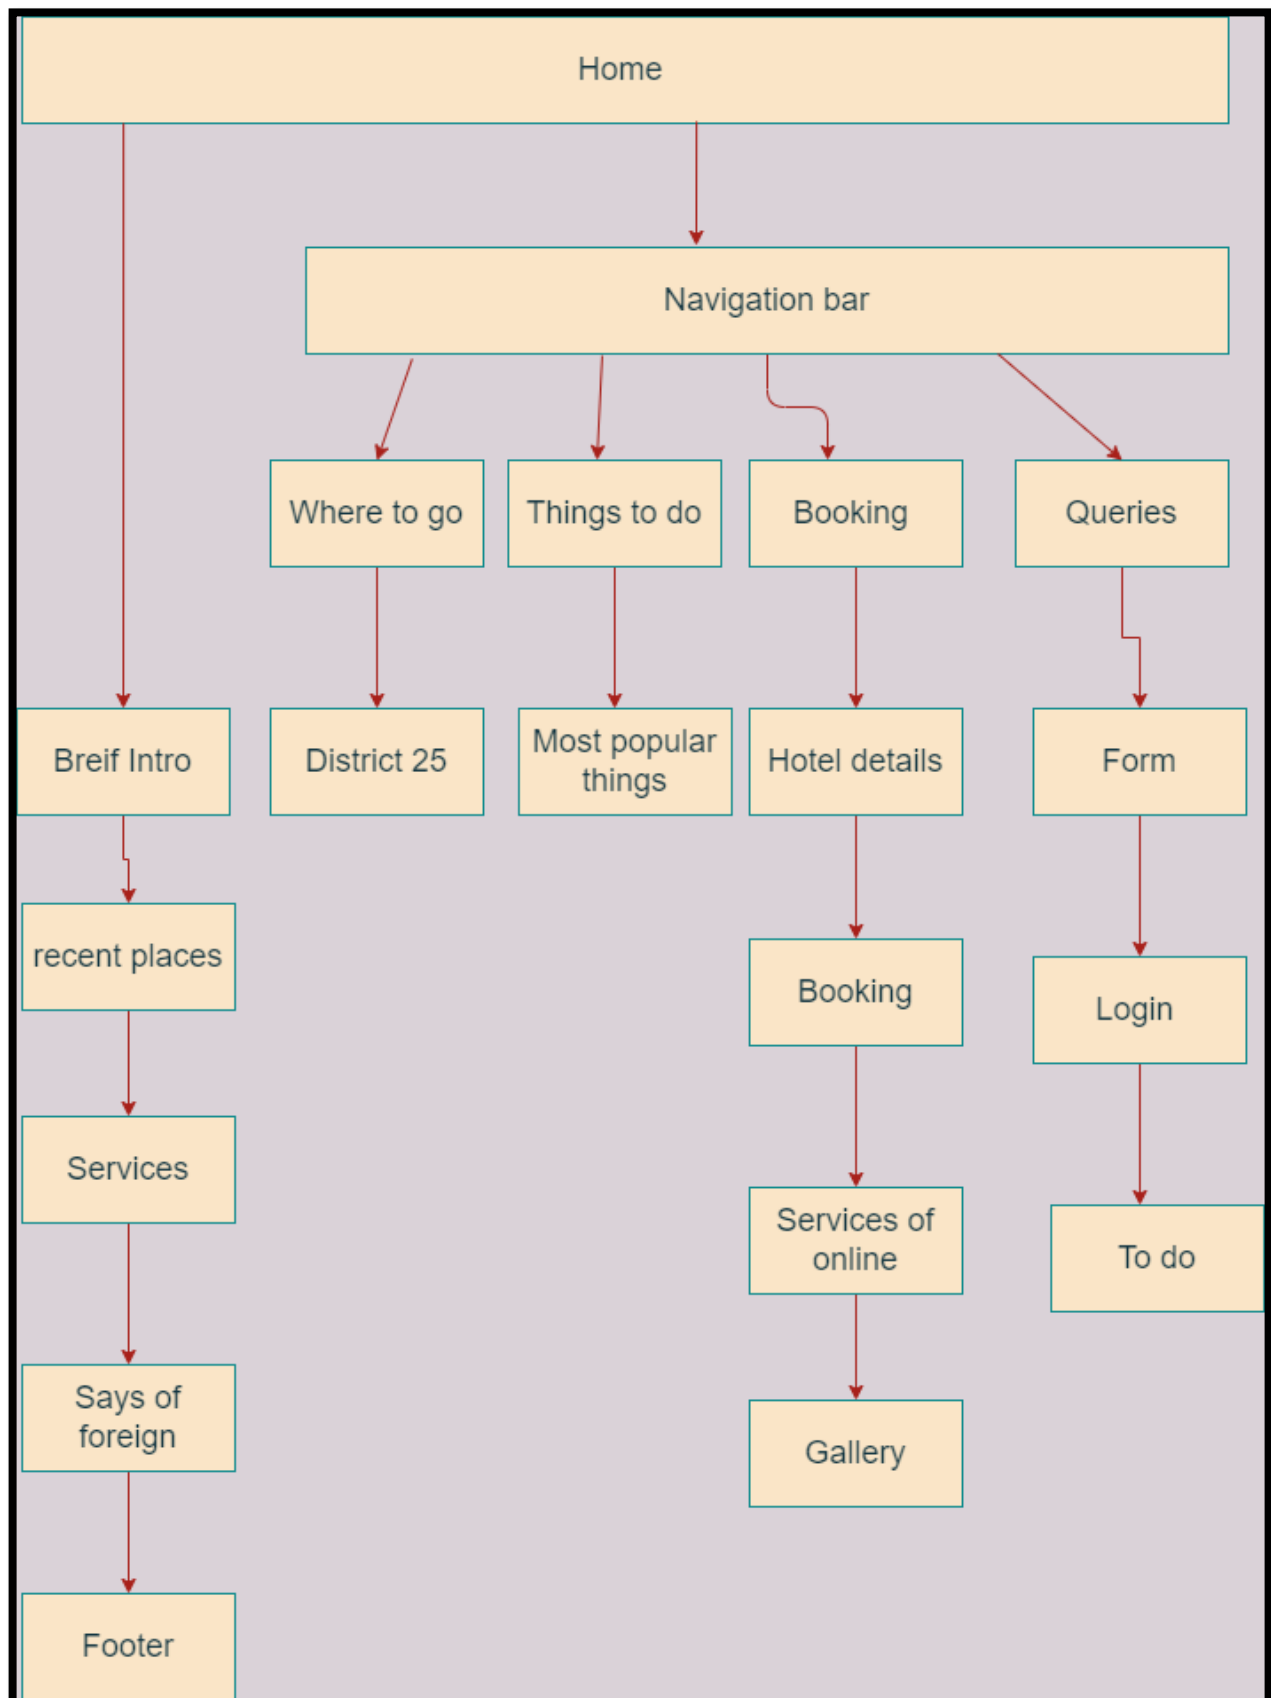 Home
Navigation bar
Where to go
Things to do
Booking
Queries
Breif Intro
District 25
Most popular
things
Hotel details
Form
recent places
Booking
Login
Services
Services of
online
To do
Says of
foreign
Gallery
Footer